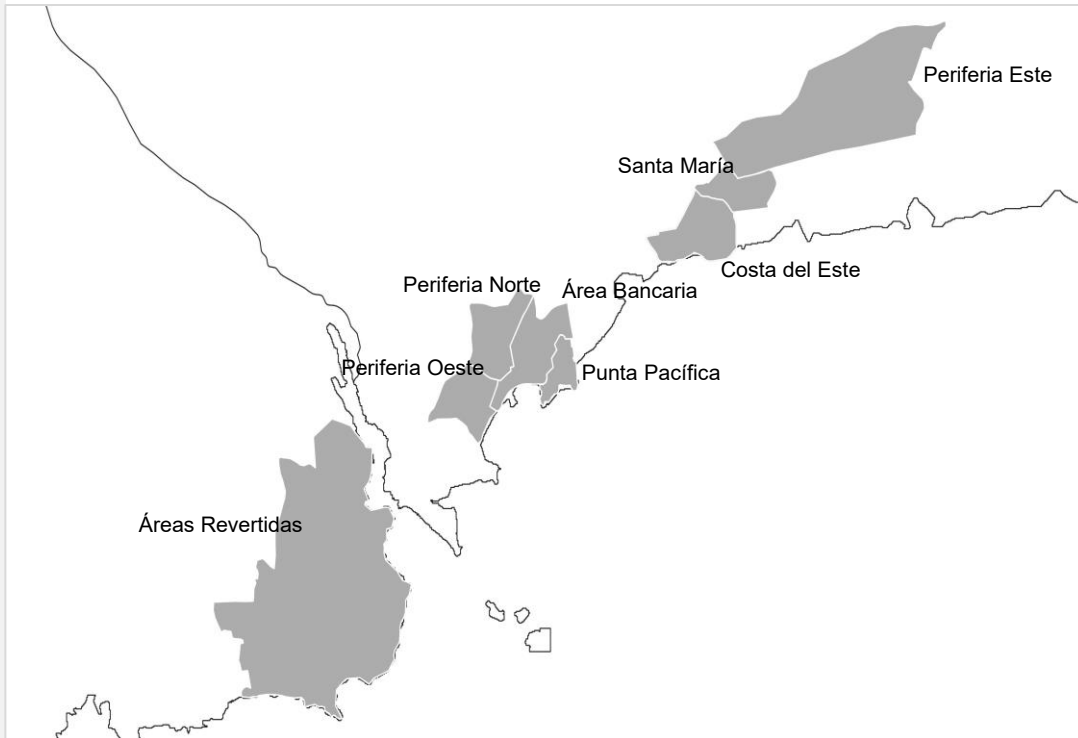 Periferia Este
Santa María
Costa del Este
Periferia Norte
Área Bancaria
Periferia Oeste
Punta Pacífica
Áreas Revertidas